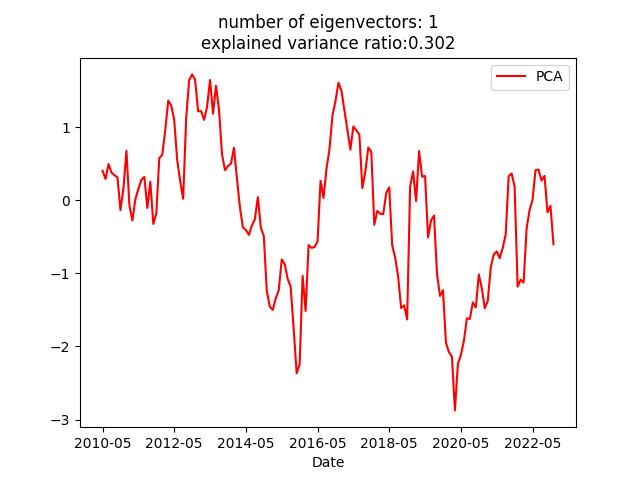 number of eigenvectors: 1
explained variance ratio:0.302
PCA
1
0
−1
−2
−3
2010-05 2012-05 2014-05 2016-05 2018-05 2020-05 2022-05
Date